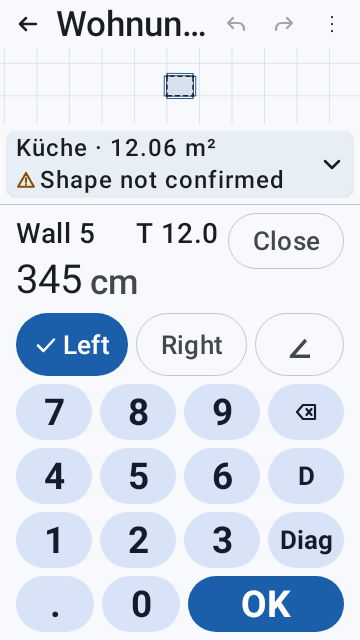 Wohnun…
Küche · 12.06 m²
Shape not confirmed
Wall 5 T 12.0 Close
345 cm
Left Right
7 8 9
4 5 6 D
1 2 3 Diag
. 0 OK